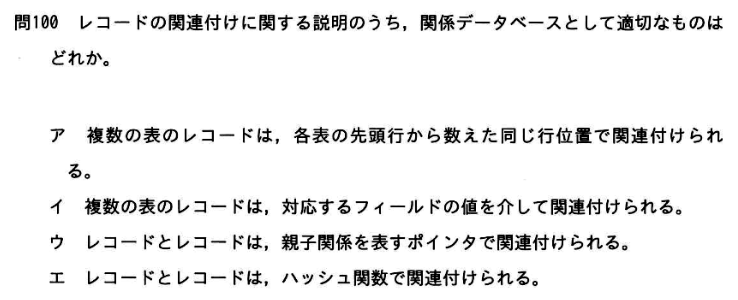 問100 レコードの関連付けに関する説明のうち，関係データベースとして適切なものは
どれか。
ア 複数の表のレコードは，各表の先頭行から数えた同じ行位置で関連付けられ
る。
イ 複数の表のレコードは，対応するフィールドの値を介して関連付けられる。
ウ レコードとレコードは，親子関係を表すポインタで関連付けられる。
エ レコードとレコードは，ハッシュ関数で関連付けられる。